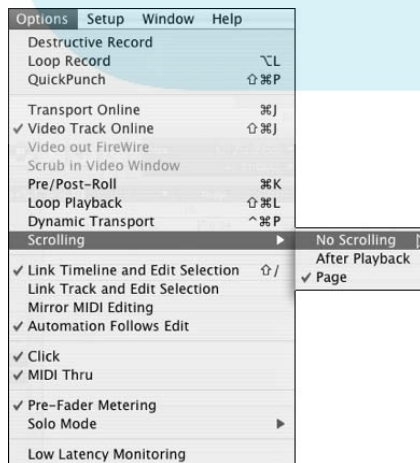 Options Setup Window Help
Destructive Record
Loop Record ⌥L
QuickPunch ⇧⌘P
Transport Online ⌘J
✓ Video Track Online ⇧⌘J
Video out FireWire
Scrub in Video Window
Pre/Post-Roll ⌘K
Loop Playback ⇧⌘L
Dynamic Transport ^⌘P
Scrolling ▶
No Scrolling
After Playback
✓ Page
✓ Link Timeline and Edit Selection ⇧/
Link Track and Edit Selection
Mirror MIDI Editing
✓ Automation Follows Edit
✓ Click
✓ MIDI Thru
✓ Pre-Fader Metering
Solo Mode ▶
Low Latency Monitoring